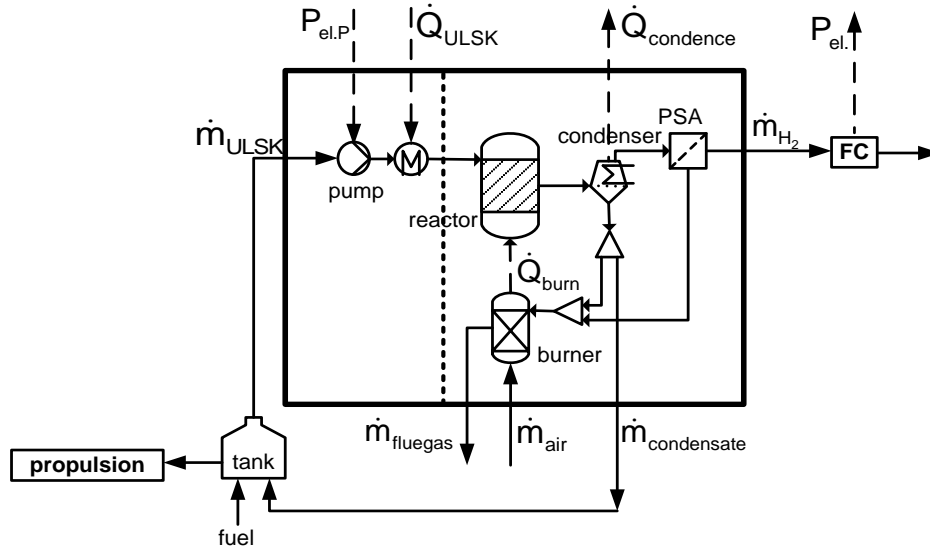 P_el.P
Q̇_ULSK
Q̇_condence
P_el.
PSA
condenser
ṁ_ULSK
ṁ_H₂
M
FC
pump
reactor
Q̇_burn
burner
ṁ_fluegas
ṁ_air
ṁ_condensate
propulsion
tank
fuel